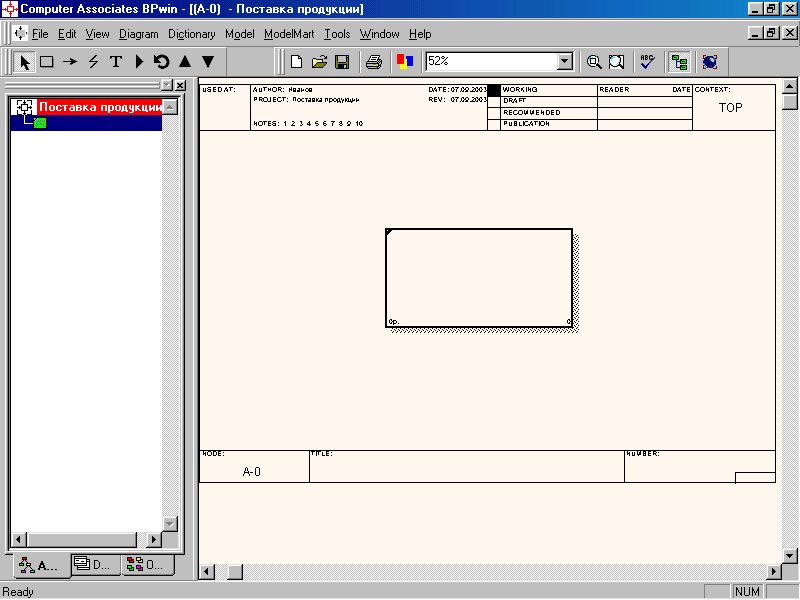 Computer Associates BPwin - [(A-0) - Поставка продукции]
File Edit View Diagram Dictionary Model ModelMart Tools Window Help
52%
ABC
Поставка продукции
USED AT:
AUTHOR: Иванов
DATE: 07.09.2003
WORKING
READER
DATE
CONTEXT:
PROJECT: Поставка продукции
REV: 07.09.2003
DRAFT
TOP
RECOMMENDED
NOTES: 1 2 3 4 5 6 7 8 9 10
PUBLICATION
0р.
0
NODE:
TITLE:
NUMBER:
A-0
A...
D...
O...
Ready
NUM